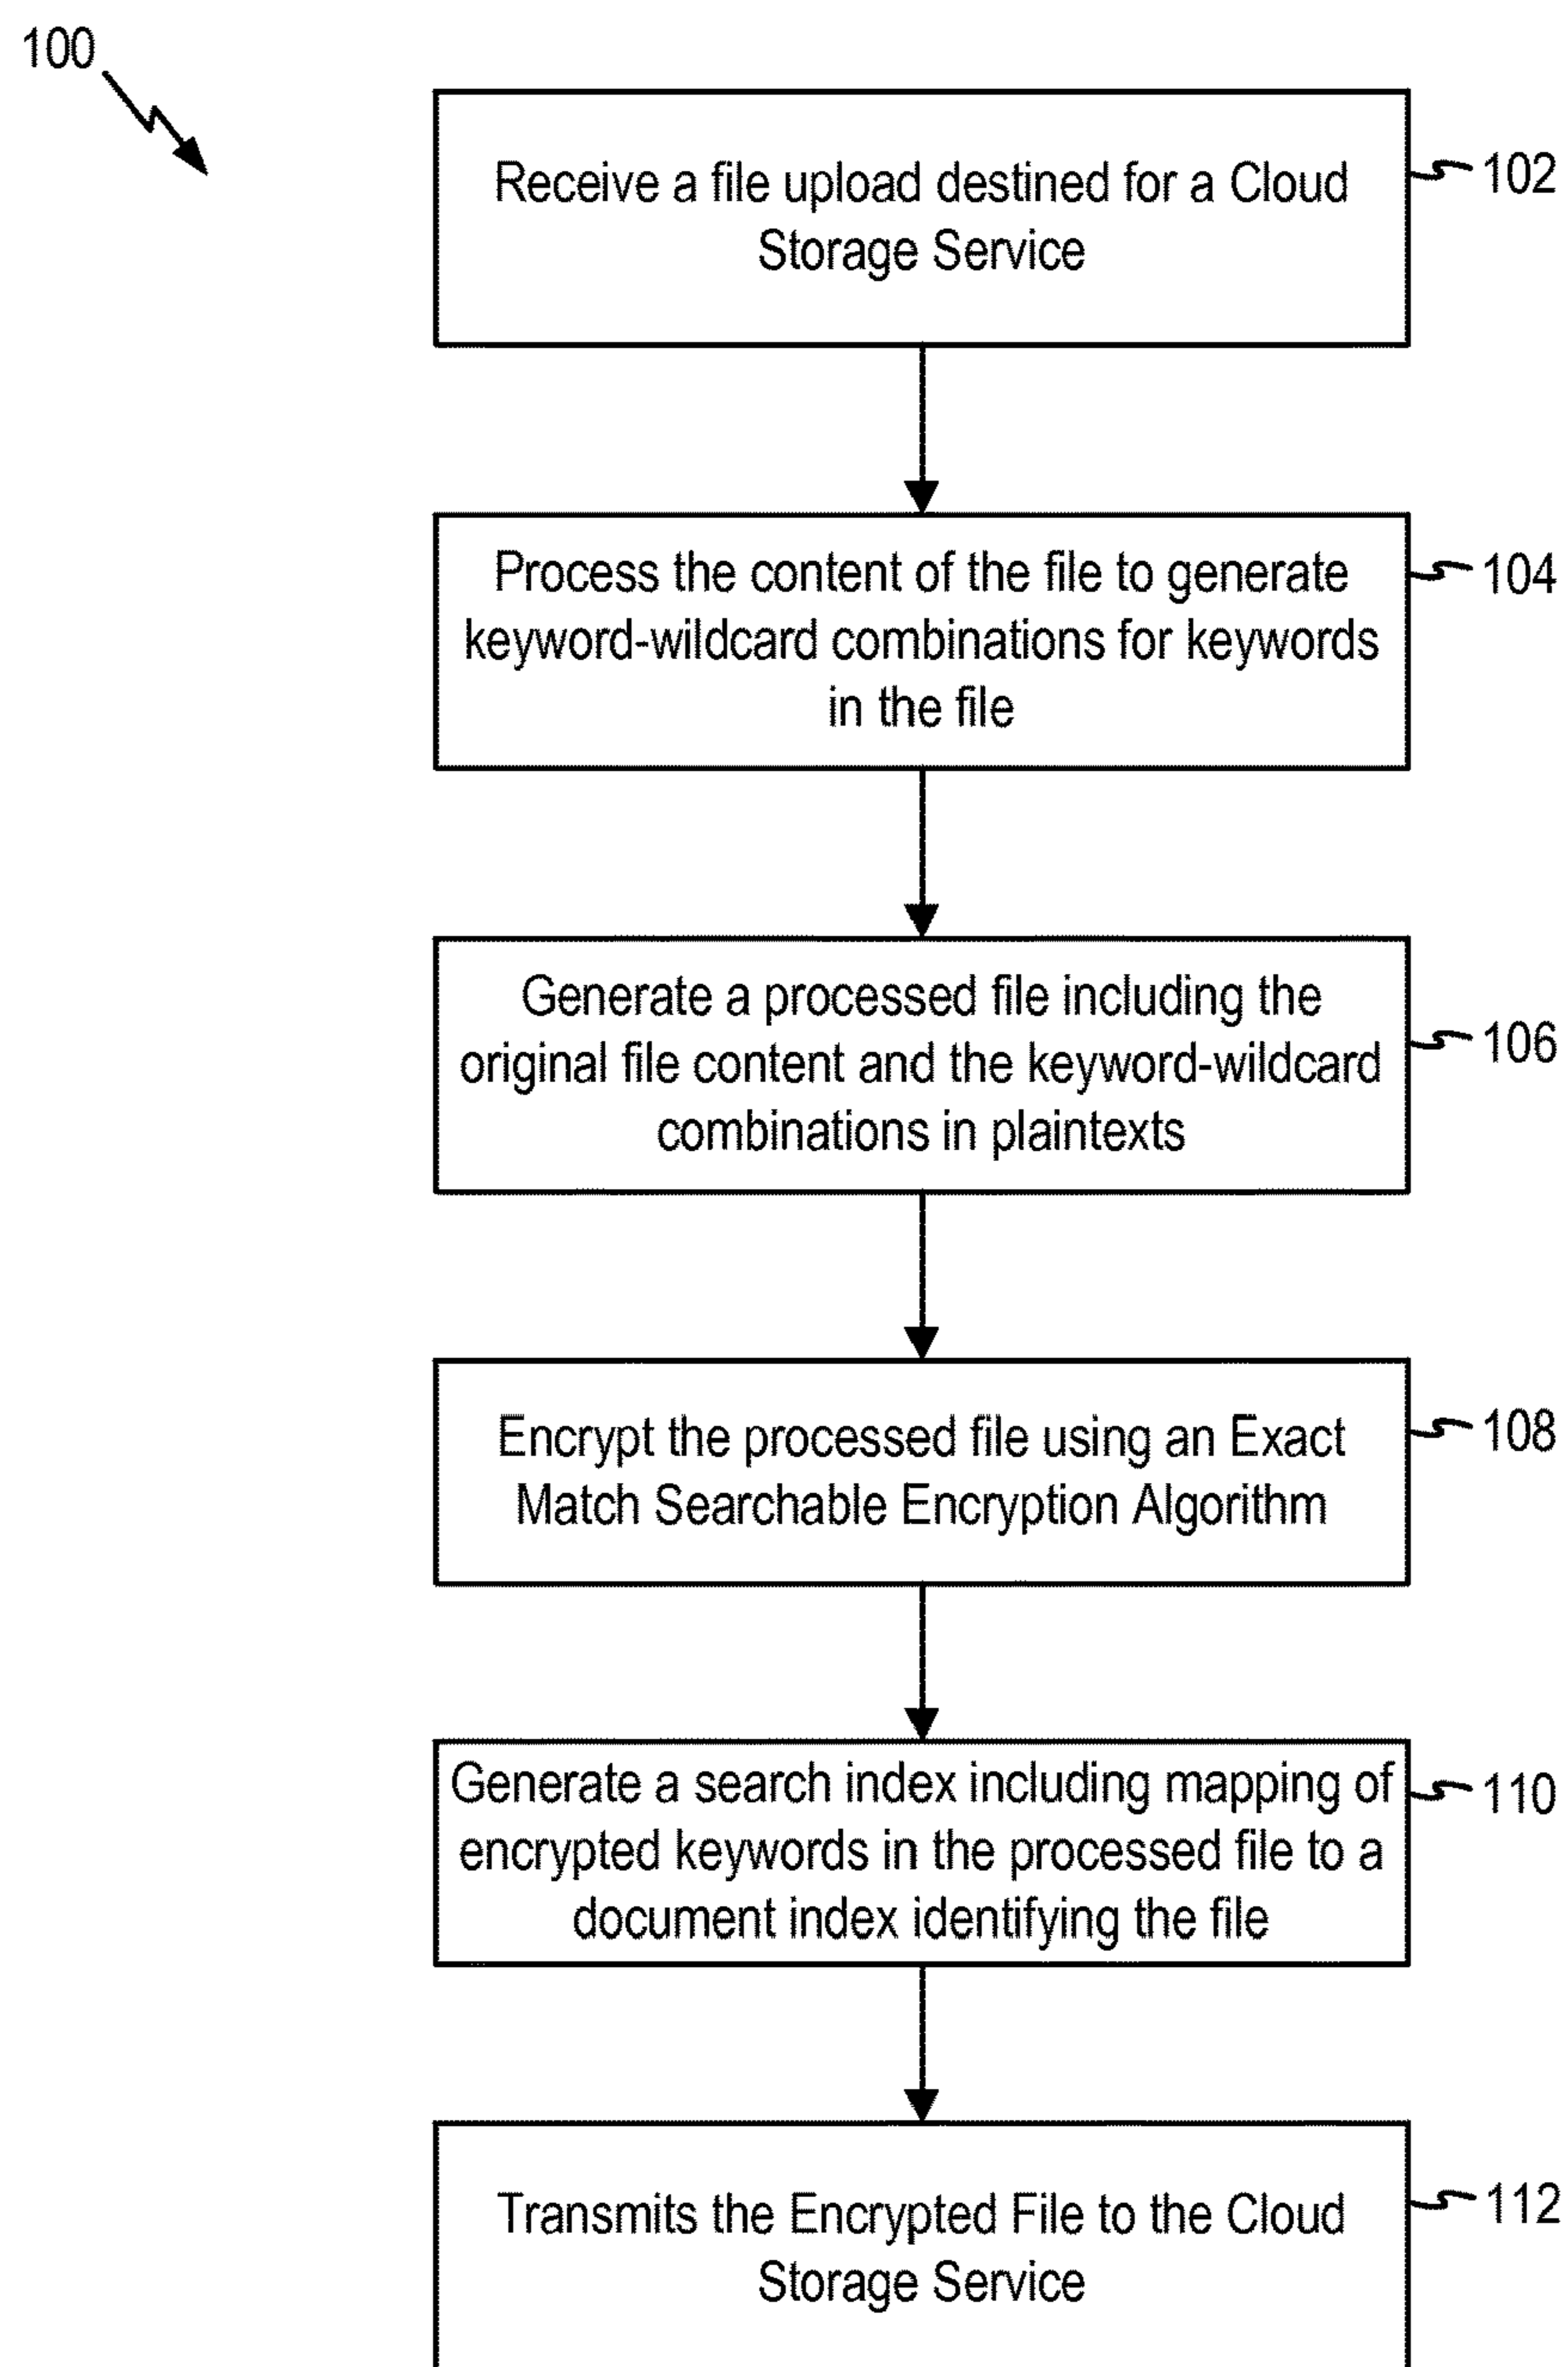 100
Receive a file upload destined for a Cloud
Storage Service
102
Process the content of the file to generate
keyword-wildcard combinations for keywords
in the file
104
Generate a processed file including the
original file content and the keyword-wildcard
combinations in plaintexts
106
Encrypt the processed file using an Exact
Match Searchable Encryption Algorithm
108
Generate a search index including mapping of
encrypted keywords in the processed file to a
document index identifying the file
110
Transmits the Encrypted File to the Cloud
Storage Service
112